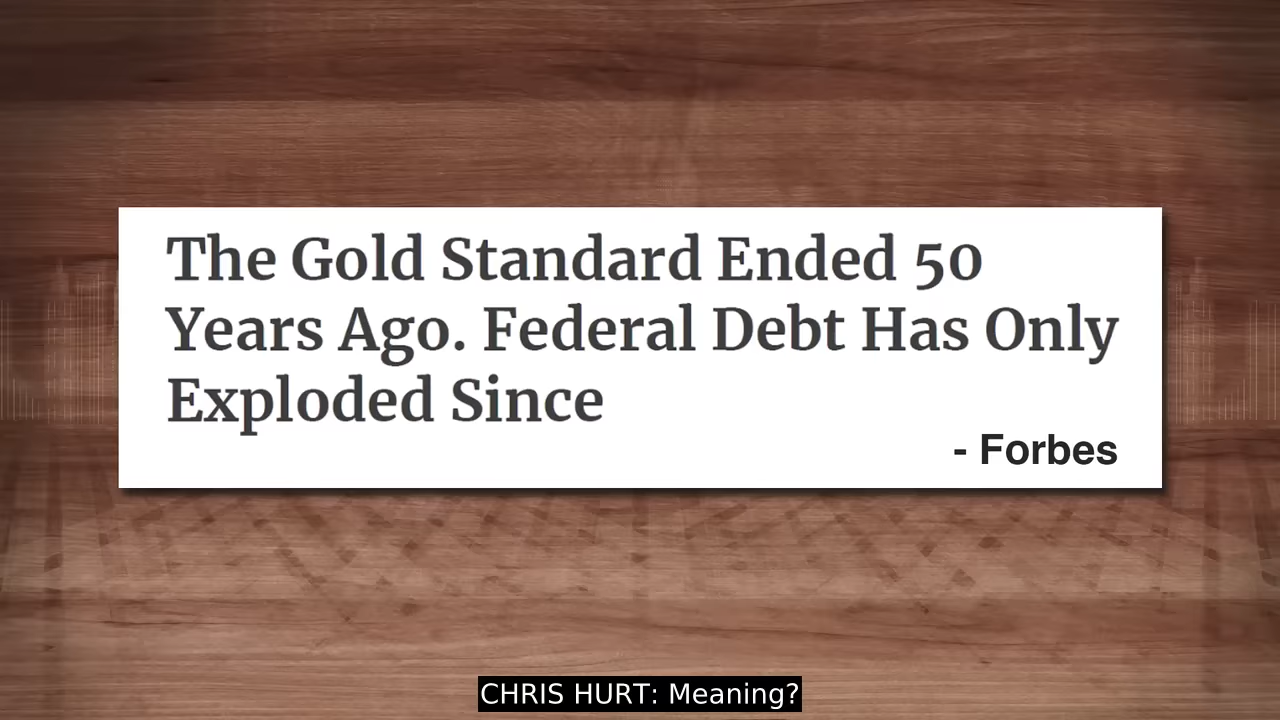 The Gold Standard Ended 50
Years Ago. Federal Debt Has Only
Exploded Since
- Forbes
CHRIS HURT: Meaning?